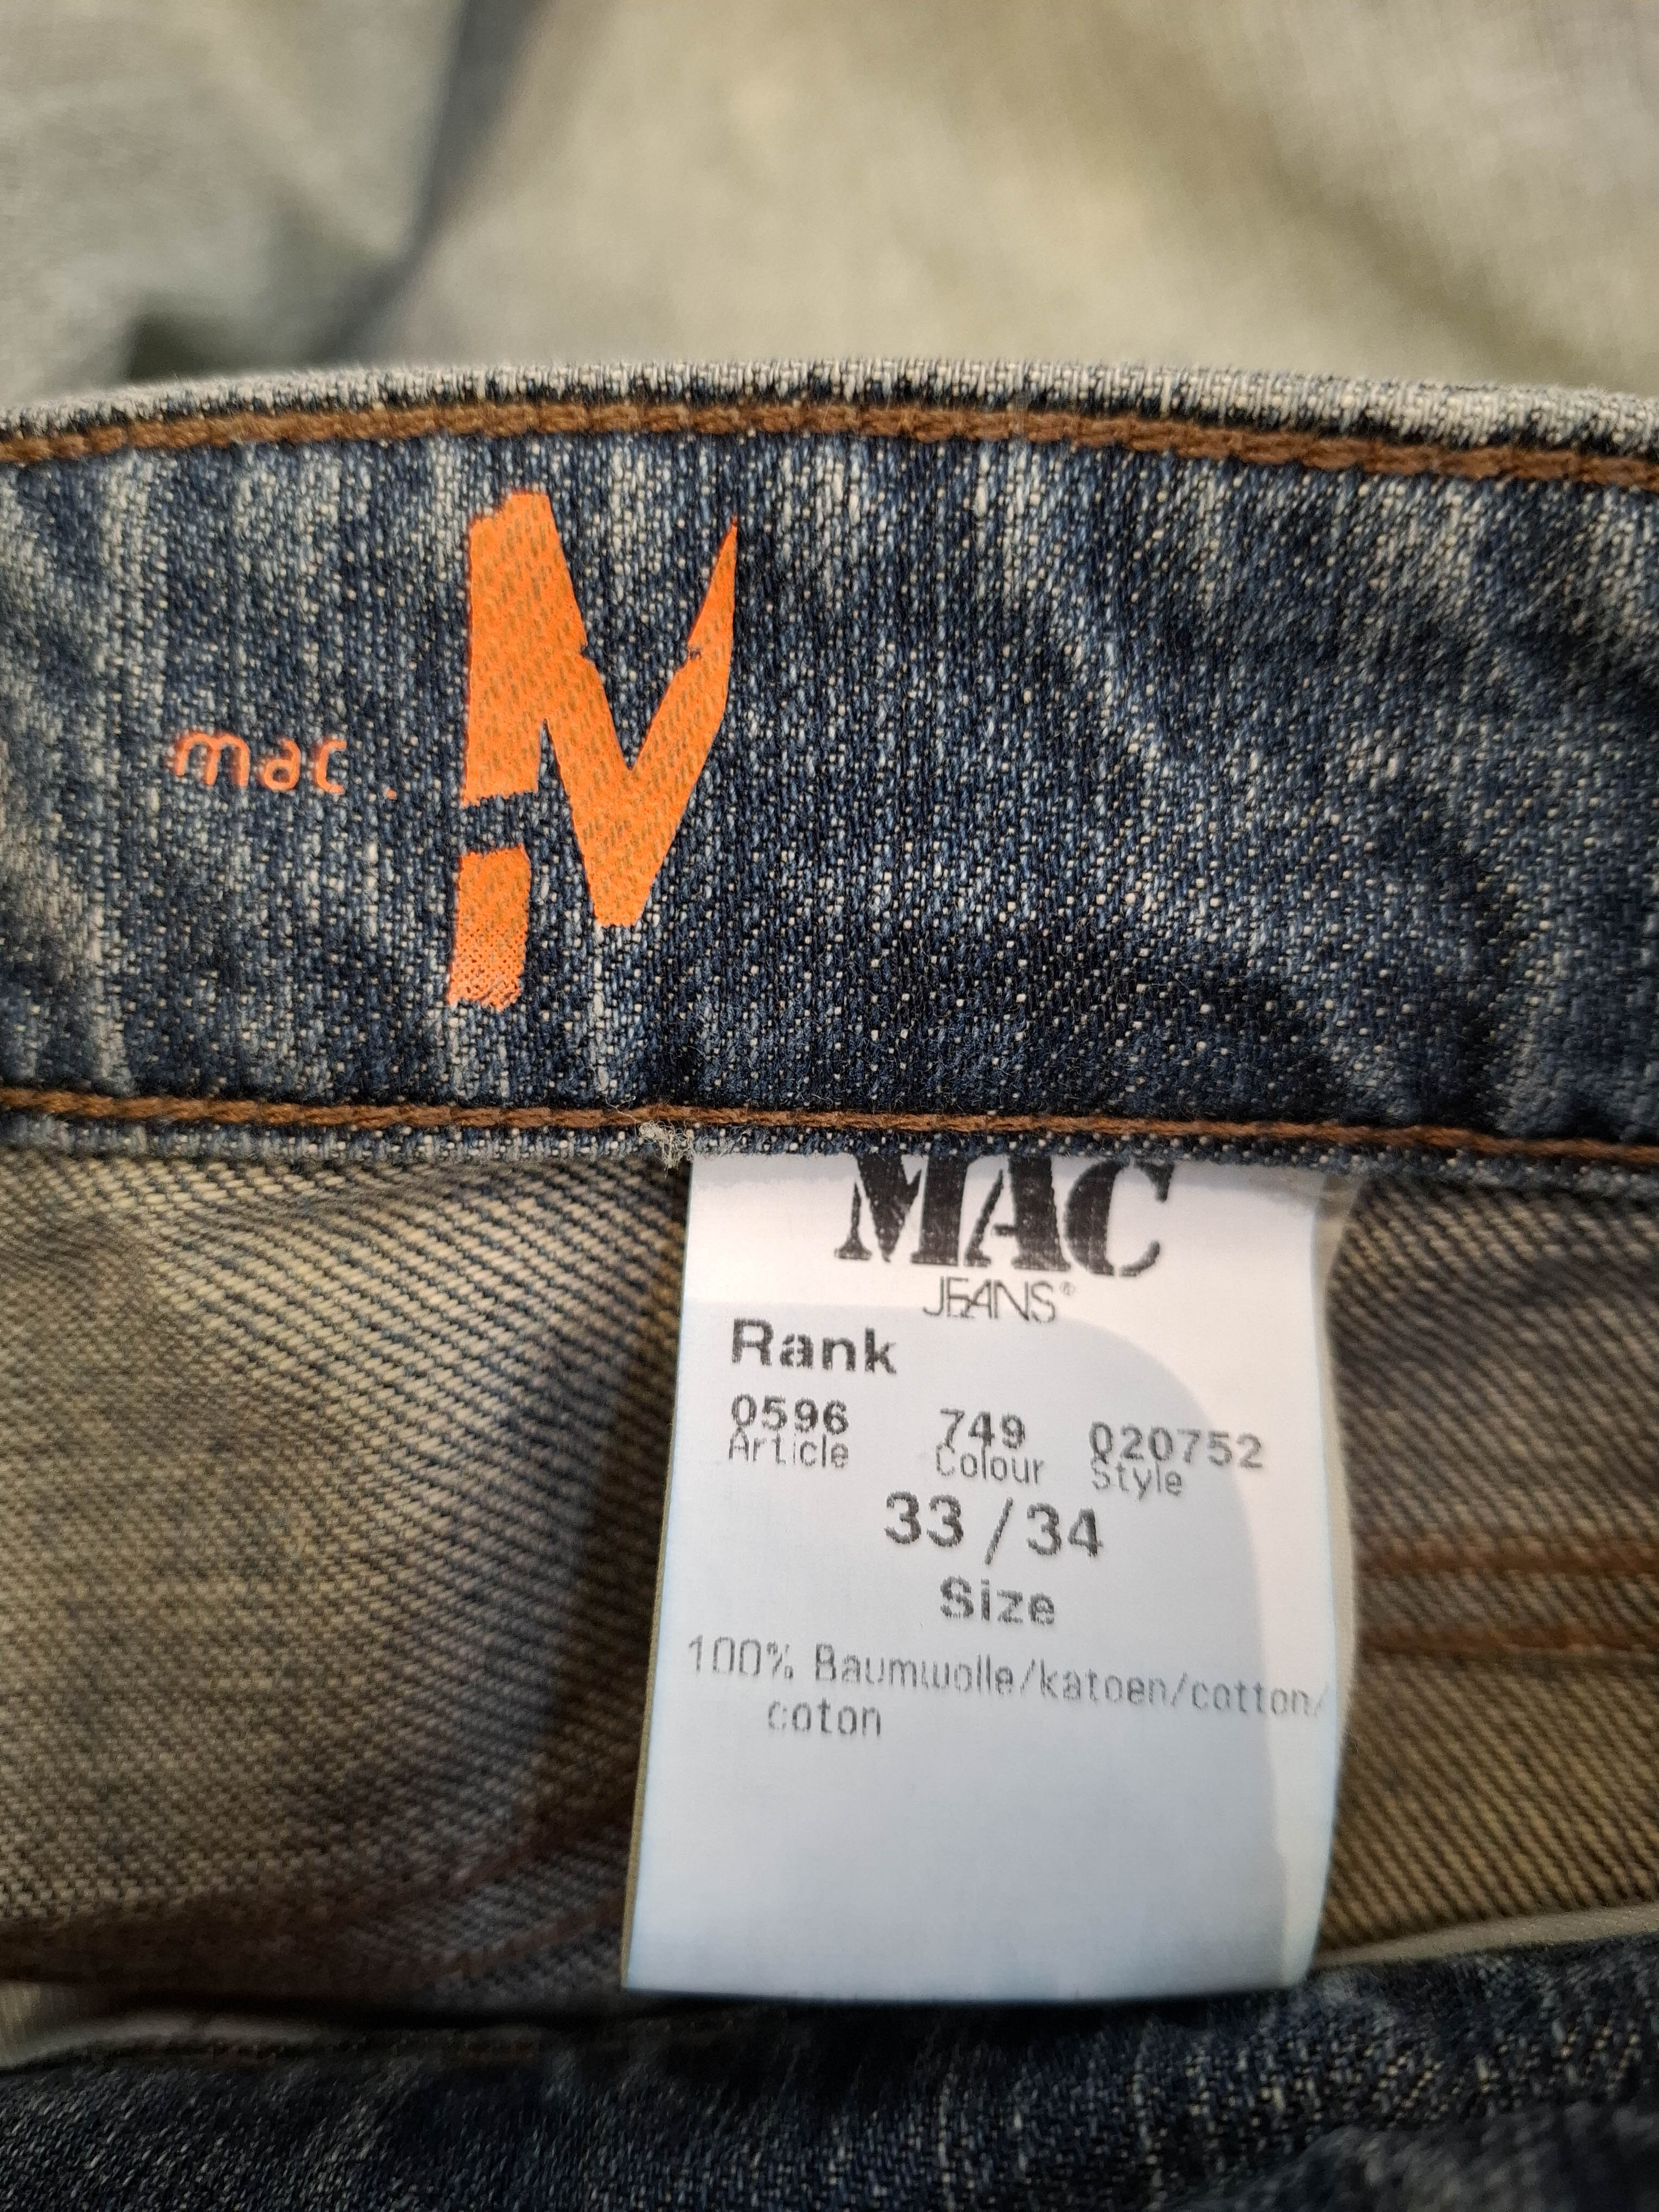 mac.
M
MAC
JEANS®
Rank
0596 749 020752
Article Colour Style
33/34
Size
100% Baumwolle/katoen/cotton/
coton